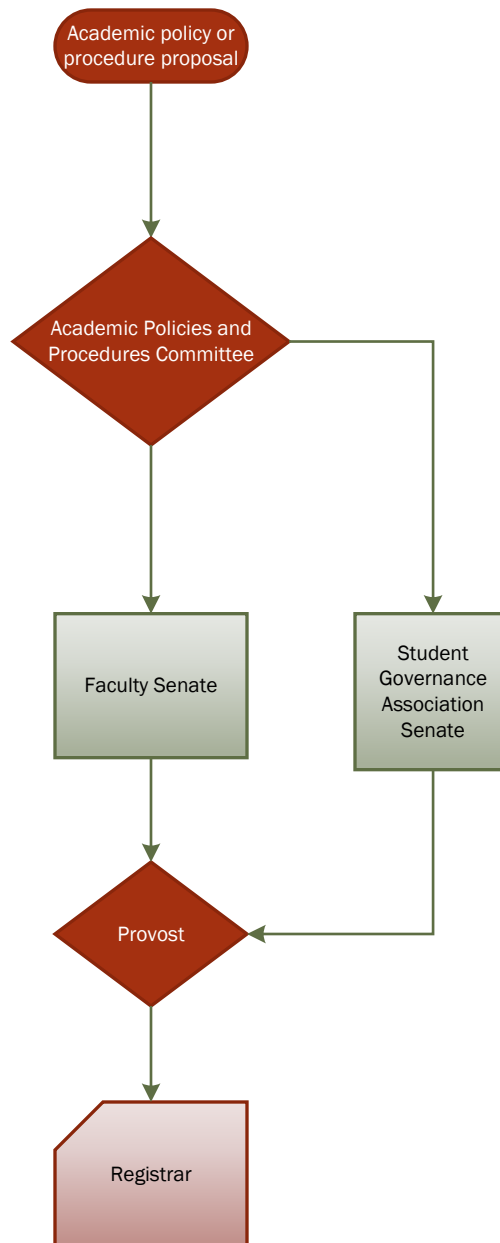 Academic policy or
procedure proposal
Academic Policies and
Procedures Committee
Faculty Senate
Student
Governance
Association
Senate
Provost
Registrar